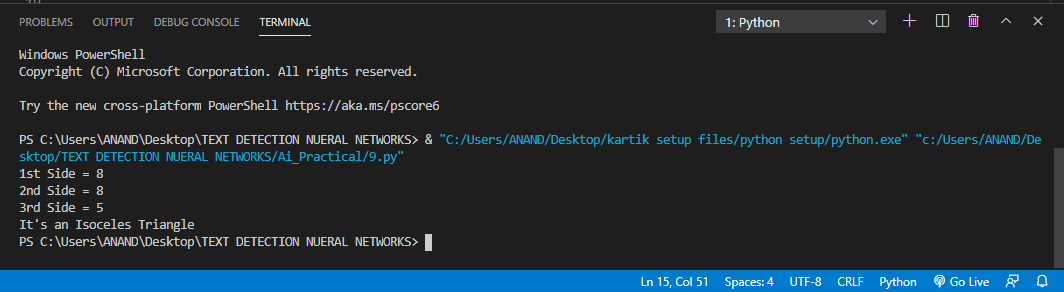 PROBLEMS OUTPUT DEBUG CONSOLE TERMINAL 1: Python
Windows PowerShell
Copyright (C) Microsoft Corporation. All rights reserved.
Try the new cross-platform PowerShell https://aka.ms/pscore6
PS C:\Users\ANAND\Desktop\TEXT DETECTION NUERAL NETWORKS> & "C:/Users/ANAND/Desktop/kartik setup files/python setup/python.exe" "c:/Users/ANAND/De
sktop/TEXT DETECTION NUERAL NETWORKS/Ai_Practical/9.py"
1st Side = 8
2nd Side = 8
3rd Side = 5
It's an Isoceles Triangle
PS C:\Users\ANAND\Desktop\TEXT DETECTION NUERAL NETWORKS>
Ln 15, Col 51 Spaces: 4 UTF-8 CRLF Python Go Live